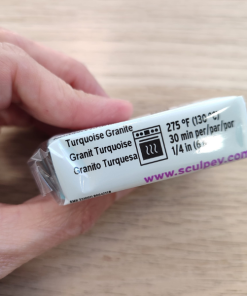 Turquoise Granite
Granit Turquoise
Granito Turquesa
275 °F (130 °C)
30 min per/par/por
1/4 in (6
www.sculpey.com